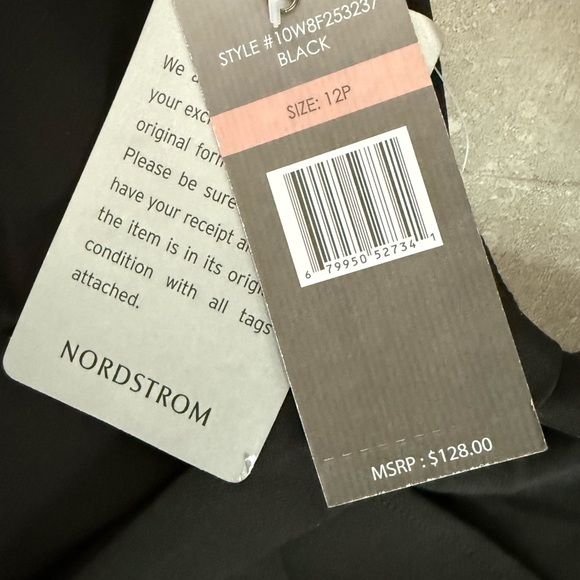 STYLE #10W8F253237
BLACK
SIZE: 12P
6 79950 52734 1
MSRP : $128.00
We
your
original
Please be sure
have your receipt
the item is in its
condition with all tags
attached.
NORDSTROM